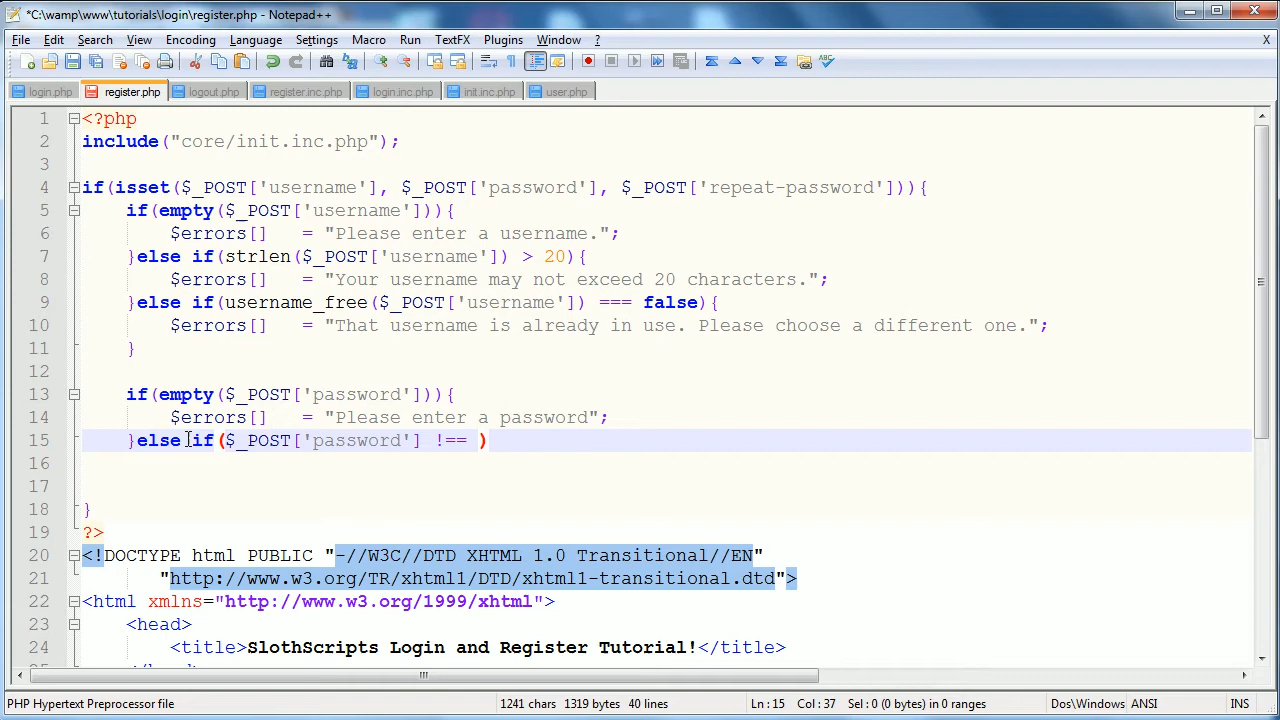 *C:\wamp\www\tutorials\login\register.php - Notepad++
File Edit Search View Encoding Language Settings Macro Run TextFX Plugins Window ? X
login.php register.php logout.php register.inc.php login.inc.php init.inc.php user.php
1 <?php
2 include("core/init.inc.php");
3
4 if(isset($_POST['username'], $_POST['password'], $_POST['repeat-password'])){
5 if(empty($_POST['username'])){
6 $errors[] = "Please enter a username.";
7 }else if(strlen($_POST['username']) > 20){
8 $errors[] = "Your username may not exceed 20 characters.";
9 }else if(username_free($_POST['username']) === false){
10 $errors[] = "That username is already in use. Please choose a different one.";
11 }
12
13 if(empty($_POST['password'])){
14 $errors[] = "Please enter a password";
15 }else if($_POST['password'] !== )
16
17
18 }
19 ?>
20 <!DOCTYPE html PUBLIC "-//W3C//DTD XHTML 1.0 Transitional//EN"
21 "http://www.w3.org/TR/xhtml1/DTD/xhtml1-transitional.dtd">
22 <html xmlns="http://www.w3.org/1999/xhtml">
23 <head>
24 <title>SlothScripts Login and Register Tutorial!</title>
PHP Hypertext Preprocessor file 1241 chars 1319 bytes 40 lines Ln : 15 Col : 37 Sel : 0 (0 bytes) in 0 ranges Dos\Windows ANSI INS